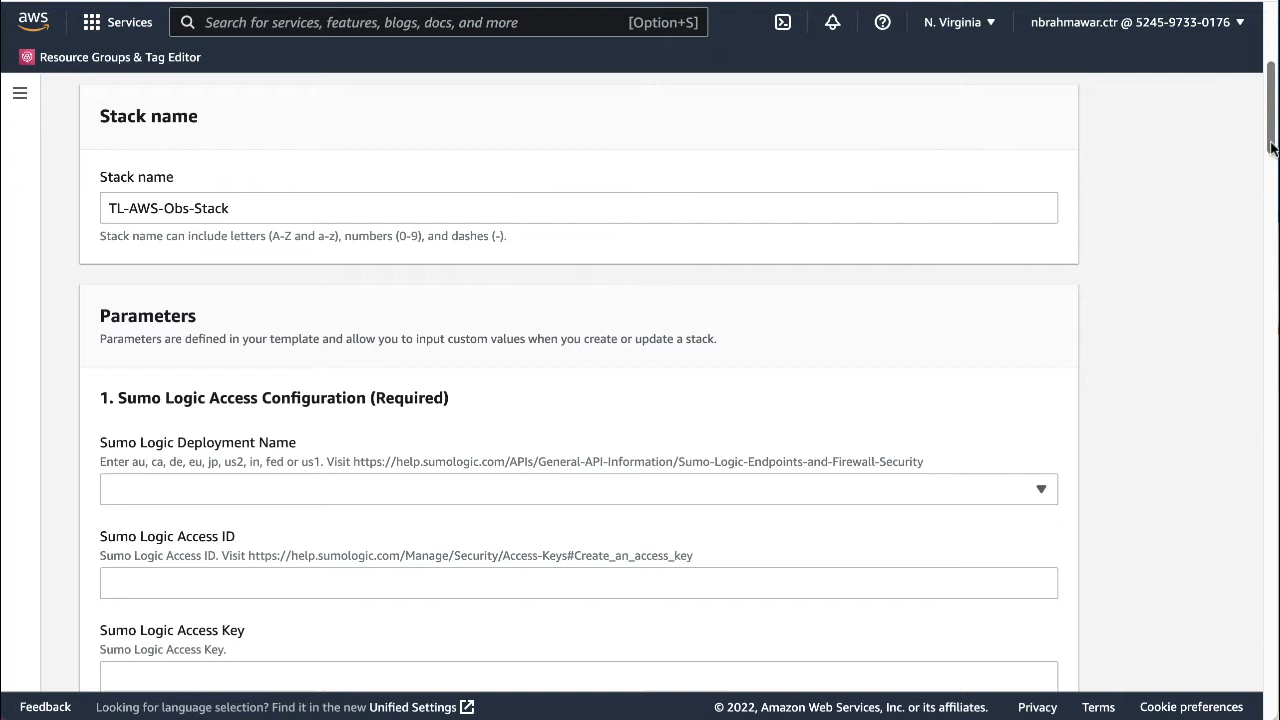 aws
Services
Search for services, features, blogs, docs, and more
[Option+S]
N. Virginia
nbrahmawar.ctr @ 5245-9733-0176
Resource Groups & Tag Editor
Stack name
Stack name
TL-AWS-Obs-Stack
Stack name can include letters (A-Z and a-z), numbers (0-9), and dashes (-).
Parameters
Parameters are defined in your template and allow you to input custom values when you create or update a stack.
1. Sumo Logic Access Configuration (Required)
Sumo Logic Deployment Name
Enter au, ca, de, eu, jp, us2, in, fed or us1. Visit https://help.sumologic.com/APIs/General-API-Information/Sumo-Logic-Endpoints-and-Firewall-Security
Sumo Logic Access ID
Sumo Logic Access ID. Visit https://help.sumologic.com/Manage/Security/Access-Keys#Create_an_access_key
Sumo Logic Access Key
Sumo Logic Access Key.
Feedback
Looking for language selection? Find it in the new Unified Settings
© 2022, Amazon Web Services, Inc. or its affiliates.
Privacy
Terms
Cookie preferences